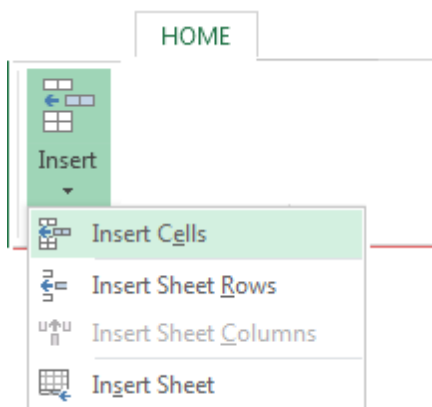 HOME
Insert
Insert Cells
Insert Sheet Rows
Insert Sheet Columns
Insert Sheet